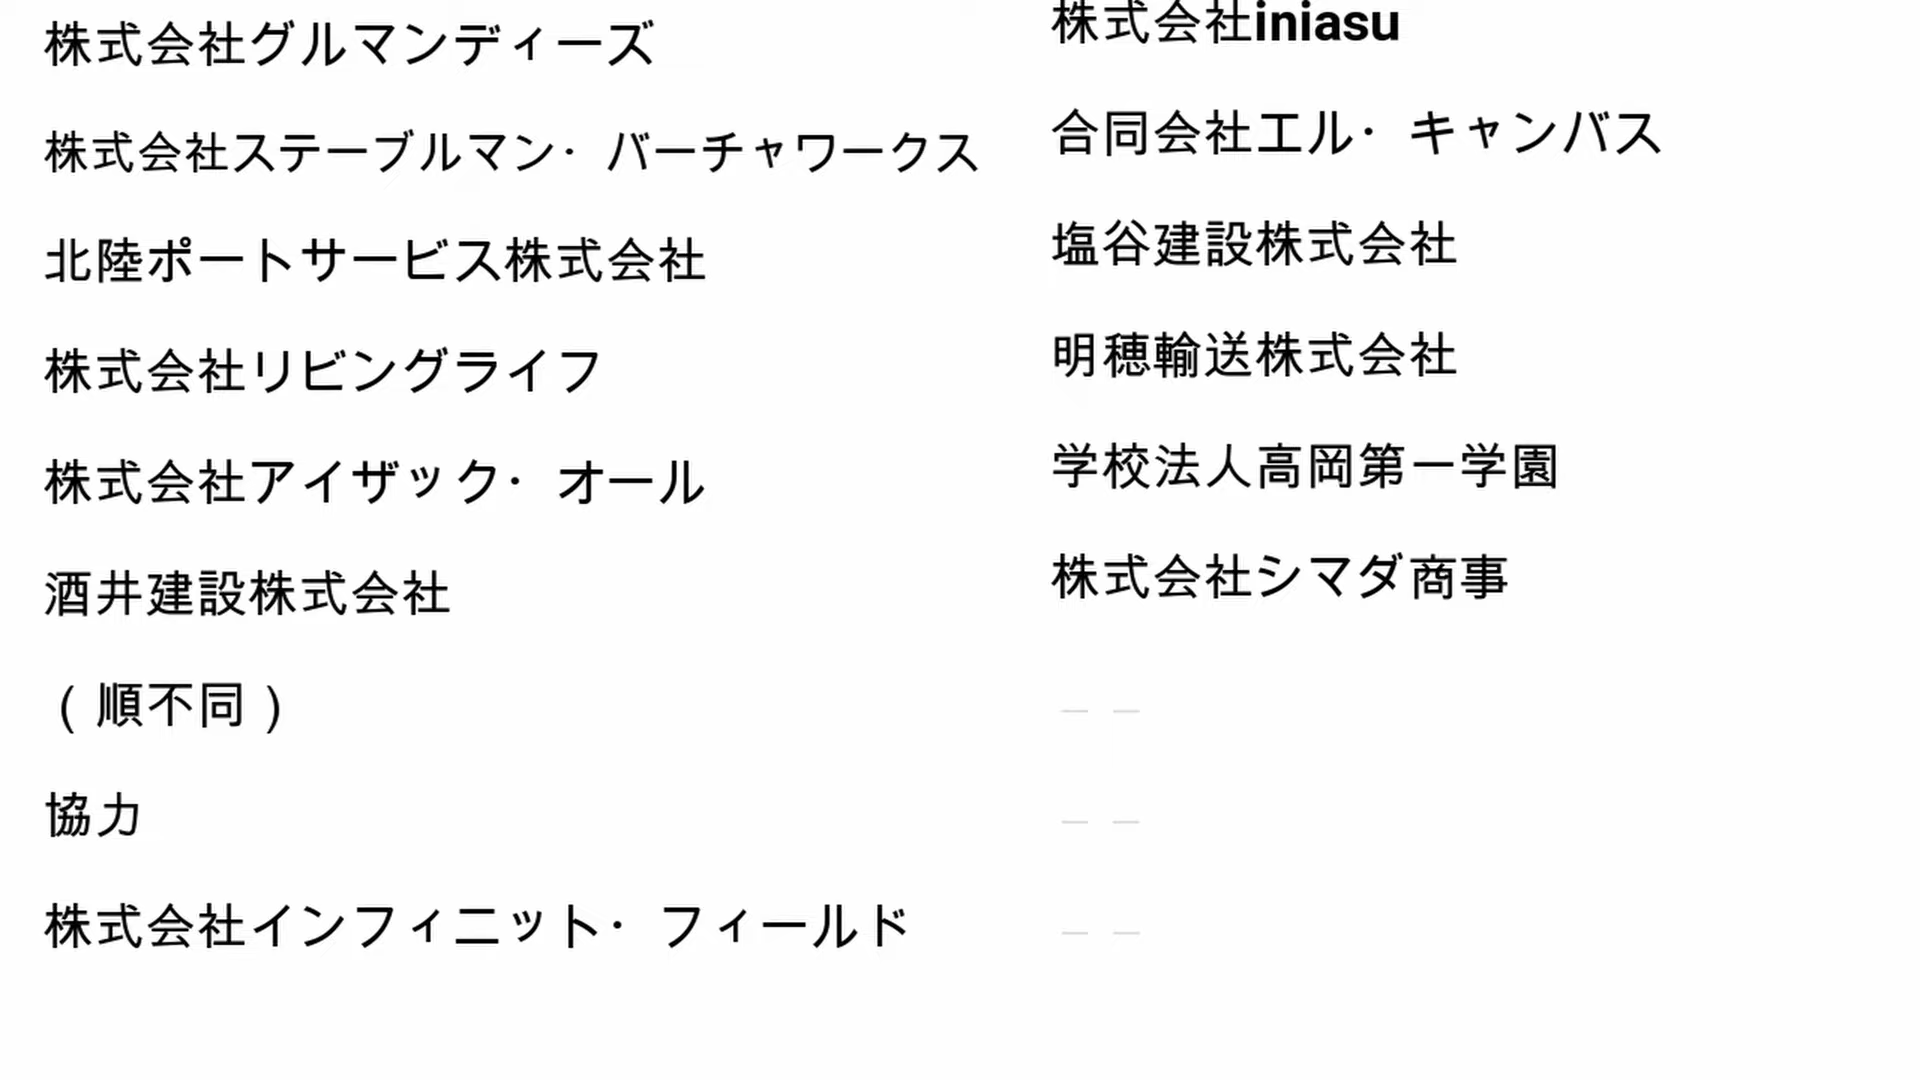 株式会社グルマンディーズ
株式会社ステーブルマン・バーチャワークス
北陸ポートサービス株式会社
株式会社リビングライフ
株式会社アイザック・オール
酒井建設株式会社
(順不同)
協力
株式会社インフィニット・フィールド
株式会社iniasu
合同会社エル・キャンバス
塩谷建設株式会社
明穂輸送株式会社
学校法人高岡第一学園
株式会社シマダ商事